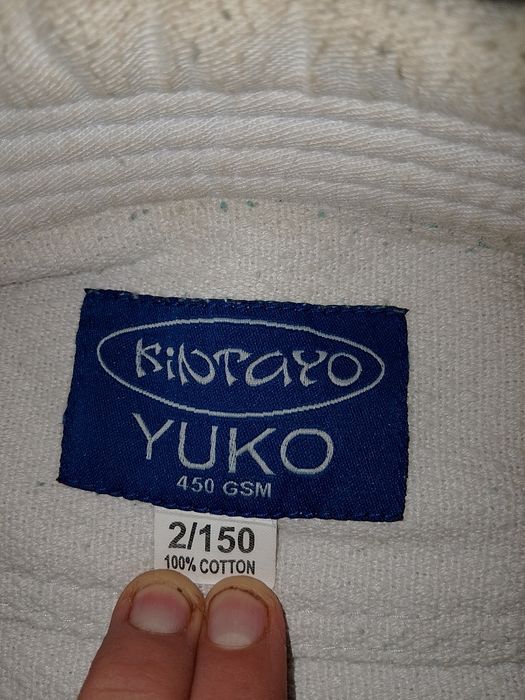 KiNTaYO
YUKO
450 GSM
2/150
100% COTTON